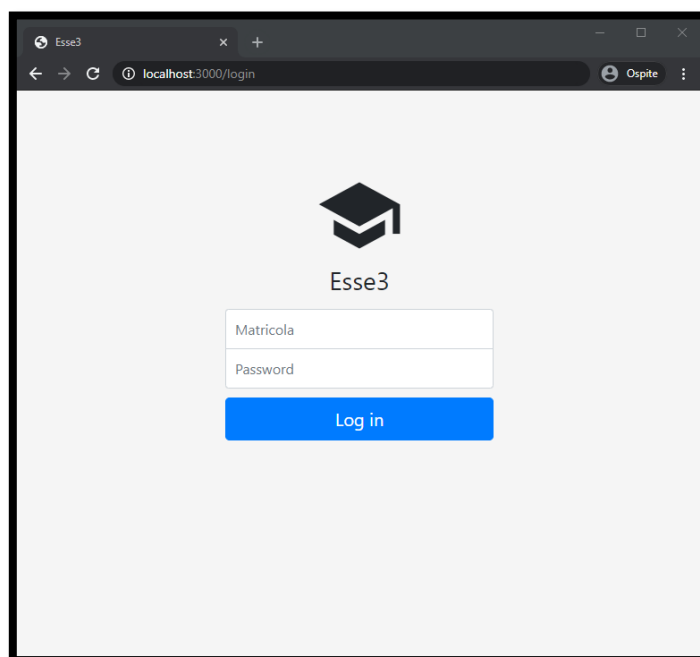 Esse3
localhost:3000/login
Ospite
Esse3
Matricola
Password
Log in